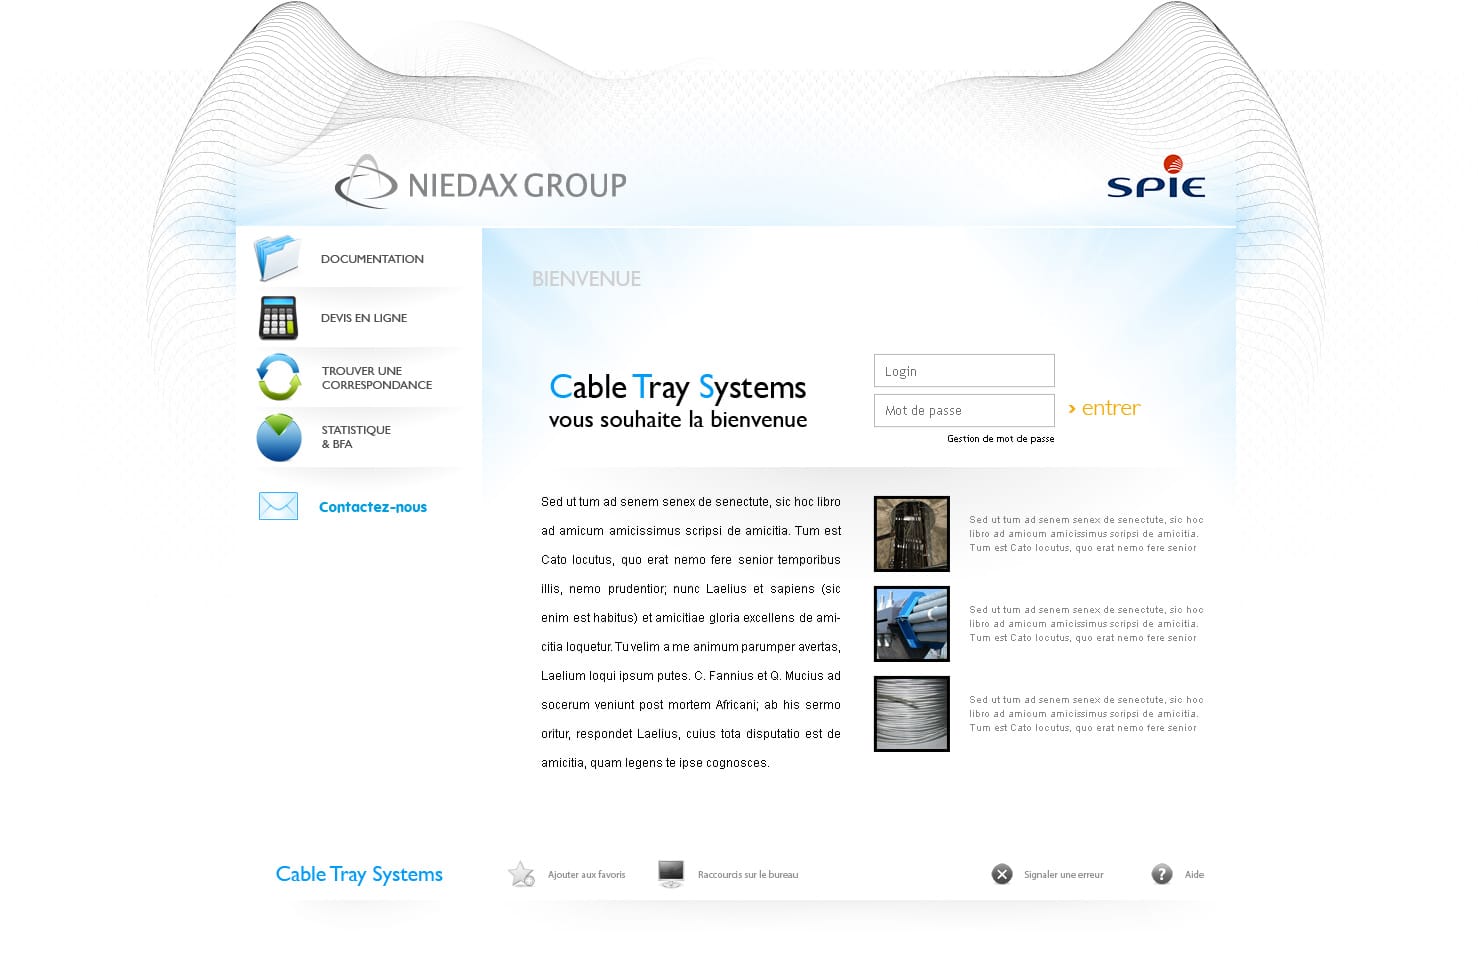 NIEDAX GROUP
SPIE
DOCUMENTATION
DEVIS EN LIGNE
TROUVER UNE
CORRESPONDANCE
STATISTIQUE
& BFA
Contactez-nous
BIENVENUE
Cable Tray Systems
vous souhaite la bienvenue
Login
Mot de passe
› entrer
Gestion de mot de passe
Sed ut tum ad senem senex de senectute, sic hoc libro
ad amicum amicissimus scripsi de amicitia. Tum est
Cato locutus, quo erat nemo fere senior temporibus
illis, nemo prudentior; nunc Laelius et sapiens (sic
enim est habitus) et amicitiae gloria excellens de ami-
citia loquetur. Tu velim a me animum parumper avertas,
Laelium loqui ipsum putes. C. Fannius et Q. Mucius ad
socerum veniunt post mortem Africani; ab his sermo
oritur, respondet Laelius, cuius tota disputatio est de
amicitia, quam legens te ipse cognosces.
Sed ut tum ad senem senex de senectute, sic hoc
libro ad amicum amicissimus scripsi de amicitia.
Tum est Cato locutus, quo erat nemo fere senior
Sed ut tum ad senem senex de senectute, sic hoc
libro ad amicum amicissimus scripsi de amicitia.
Tum est Cato locutus, quo erat nemo fere senior
Sed ut tum ad senem senex de senectute, sic hoc
libro ad amicum amicissimus scripsi de amicitia.
Tum est Cato locutus, quo erat nemo fere senior
Cable Tray Systems
Ajouter aux favoris
Raccourcis sur le bureau
Signaler une erreur
? Aide